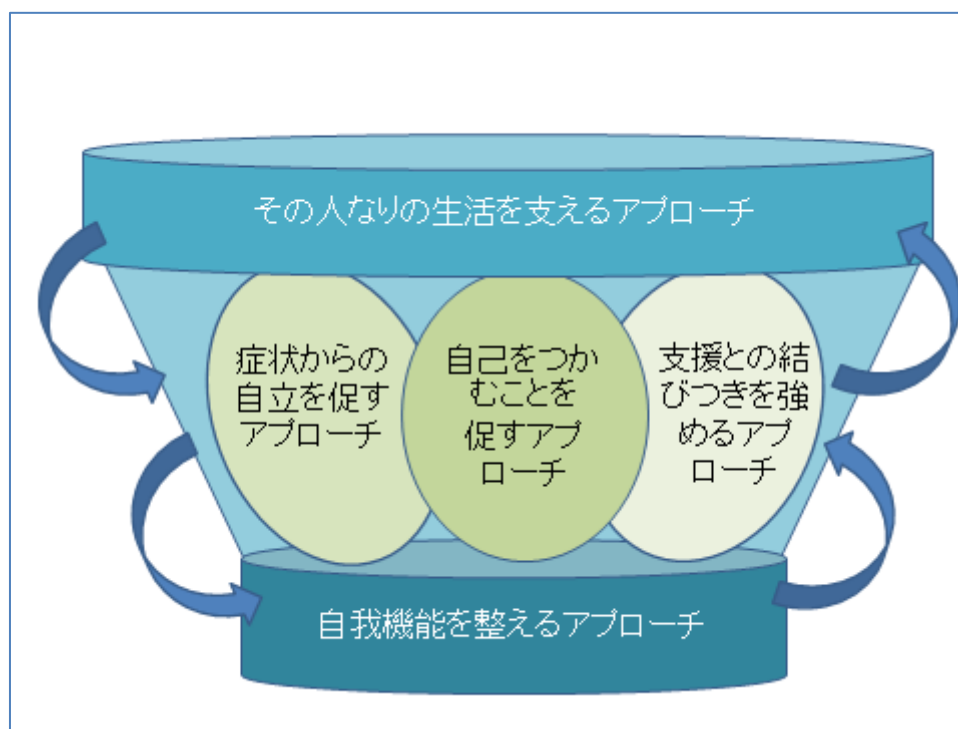 その人なりの生活を支えるアプローチ
症状からの
自立を促す
アプローチ
自己をつか
むことを
促すアプ
ローチ
支援との結
びつきを強
めるアプ
ローチ
自我機能を整えるアプローチ